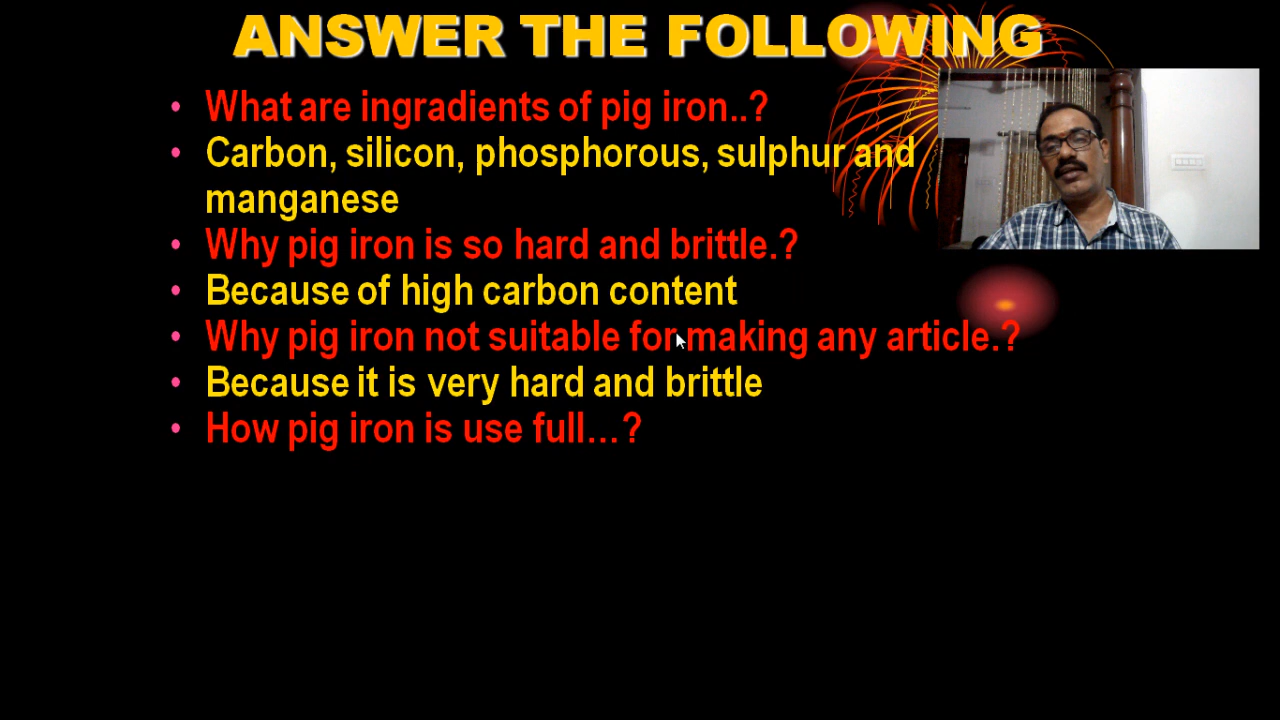 ANSWER THE FOLLOWING
• What are ingradients of pig iron..?
• Carbon, silicon, phosphorous, sulphur and
manganese
• Why pig iron is so hard and brittle.?
• Because of high carbon content
• Why pig iron not suitable for making any article.?
• Because it is very hard and brittle
• How pig iron is use full...?